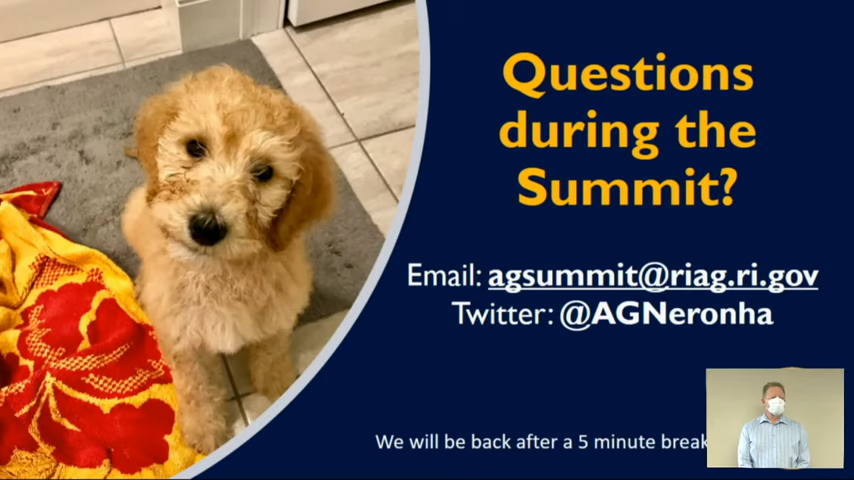 Questions
during the
Summit?
Email: agsummit@riag.ri.gov
Twitter: @AGNeronha
We will be back after a 5 minute break